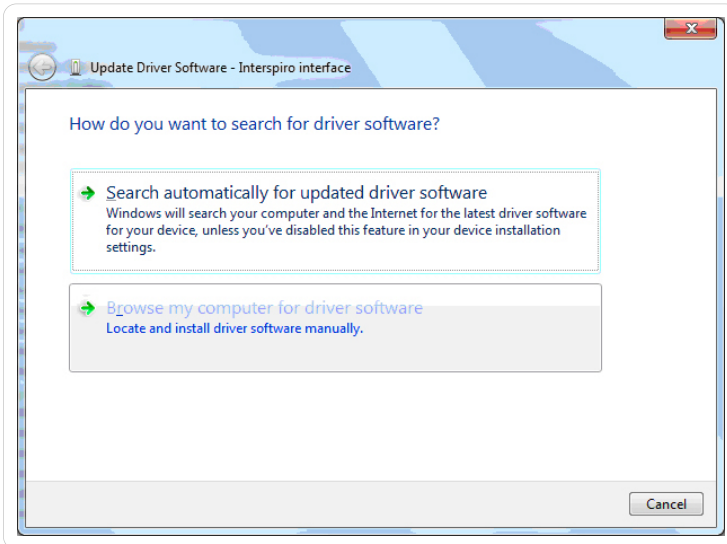 Update Driver Software - Interspiro interface
How do you want to search for driver software?
Search automatically for updated driver software
Windows will search your computer and the Internet for the latest driver software
for your device, unless you've disabled this feature in your device installation
settings.
Browse my computer for driver software
Locate and install driver software manually.
Cancel